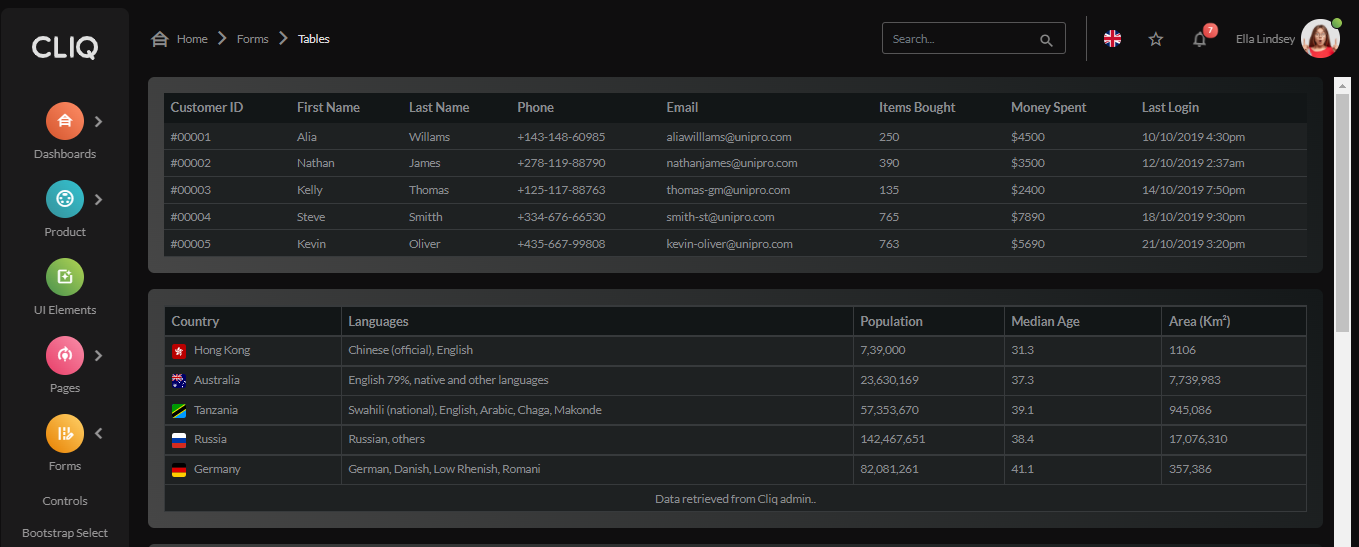 CLIQ
Home Forms Tables
Search...
7
Ella Lindsey
Dashboards
Product
UI Elements
Pages
Forms
Controls
Bootstrap Select
Customer ID First Name Last Name Phone Email Items Bought Money Spent Last Login
#00001 Alia Willams +143-148-60985 aliawilllams@unipro.com 250 $4500 10/10/2019 4:30pm
#00002 Nathan James +278-119-88790 nathanjames@unipro.com 390 $3500 12/10/2019 2:37am
#00003 Kelly Thomas +125-117-88763 thomas-gm@unipro.com 135 $2400 14/10/2019 7:50pm
#00004 Steve Smitth +334-676-66530 smith-st@unipro.com 765 $7890 18/10/2019 9:30pm
#00005 Kevin Oliver +435-667-99808 kevin-oliver@unipro.com 763 $5690 21/10/2019 3:20pm
Country Languages Population Median Age Area (Km²)
Hong Kong Chinese (official), English 7,39,000 31.3 1106
Australia English 79%, native and other languages 23,630,169 37.3 7,739,983
Tanzania Swahili (national), English, Arabic, Chaga, Makonde 57,353,670 39.1 945,086
Russia Russian, others 142,467,651 38.4 17,076,310
Germany German, Danish, Low Rhenish, Romani 82,081,261 41.1 357,386
Data retrieved from Cliq admin..